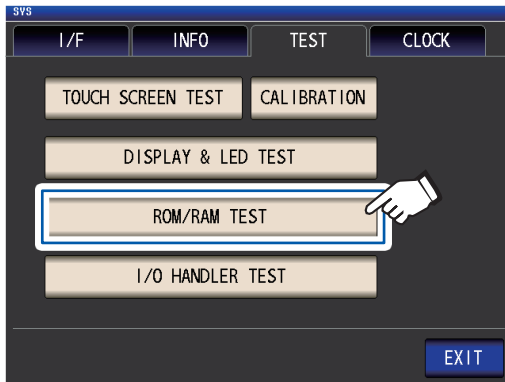 SYS
I/F INFO TEST CLOCK
TOUCH SCREEN TEST CALIBRATION
DISPLAY & LED TEST
ROM/RAM TEST
I/O HANDLER TEST
EXIT